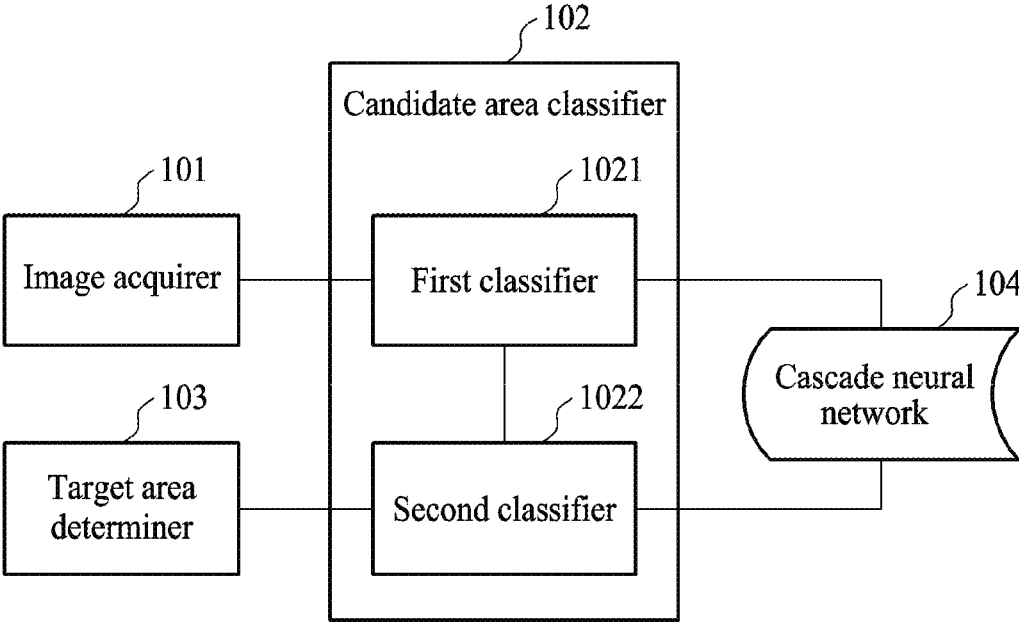 102
Candidate area classifier
101
Image acquirer
1021
First classifier
104
Cascade neural
network
103
Target area
determiner
1022
Second classifier